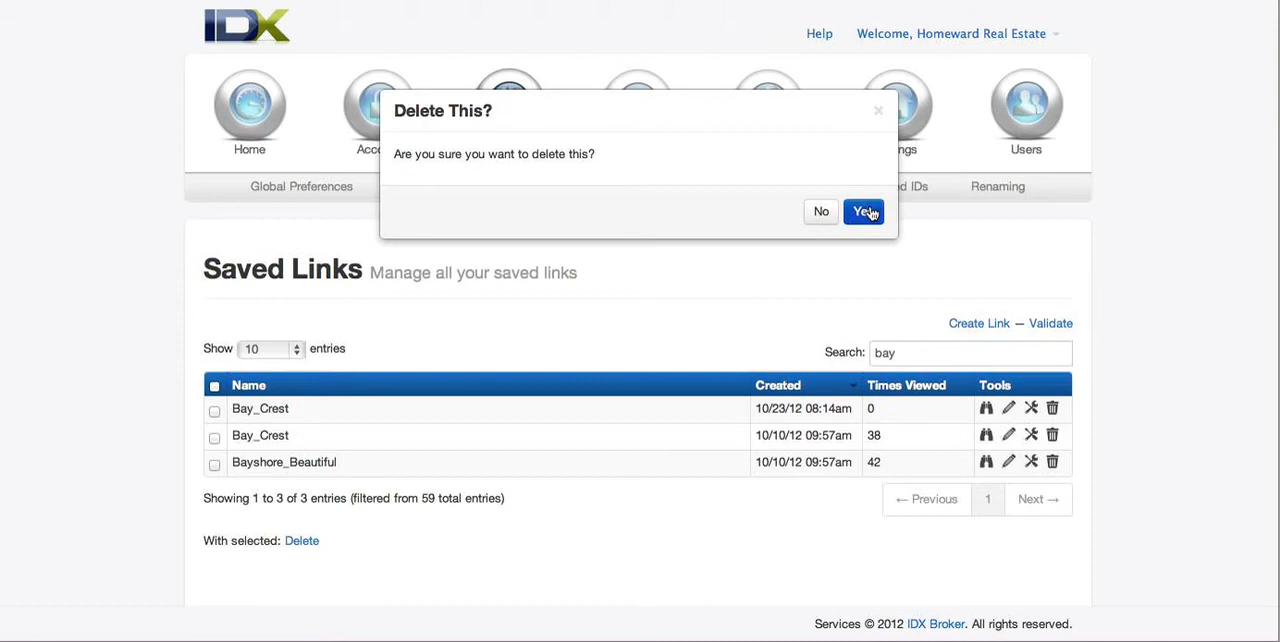 IDX
Help Welcome, Homeward Real Estate
Delete This? ×
Are you sure you want to delete this?
No
Home Users
Global Preferences Renaming
Saved Links Manage all your saved links
Create Link — Validate
Show 10 entries Search: bay
Name Created Times Viewed Tools
Bay_Crest 10/23/12 08:14am 0
Bay_Crest 10/10/12 09:57am 38
Bayshore_Beautiful 10/10/12 09:57am 42
Showing 1 to 3 of 3 entries (filtered from 59 total entries) ← Previous 1 Next →
With selected: Delete
Services © 2012 IDX Broker. All rights reserved.